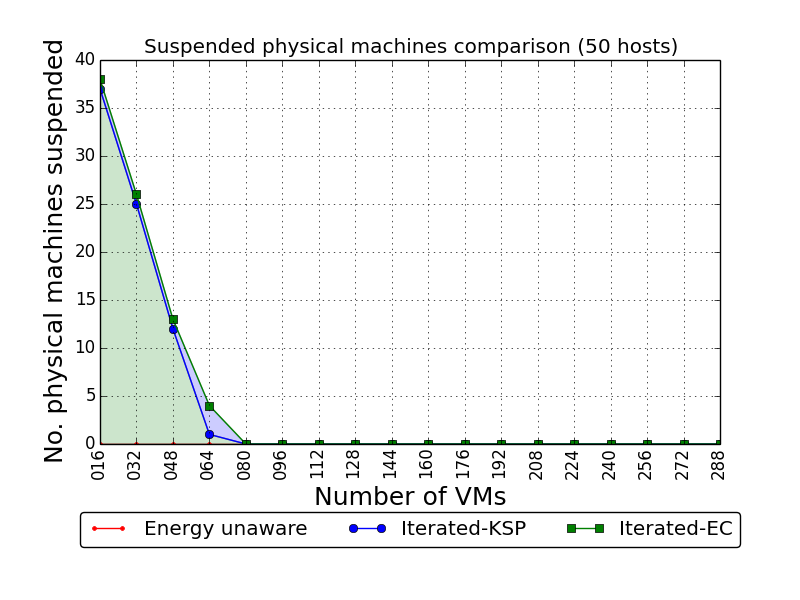 Suspended physical machines comparison (50 hosts)
No. physical machines suspended
40
35
30
25
20
15
10
5
0
016 032 048 064 080 096 112 128 144 160 176 192 208 224 240 256 272 288
Number of VMs
Energy unaware Iterated-KSP Iterated-EC